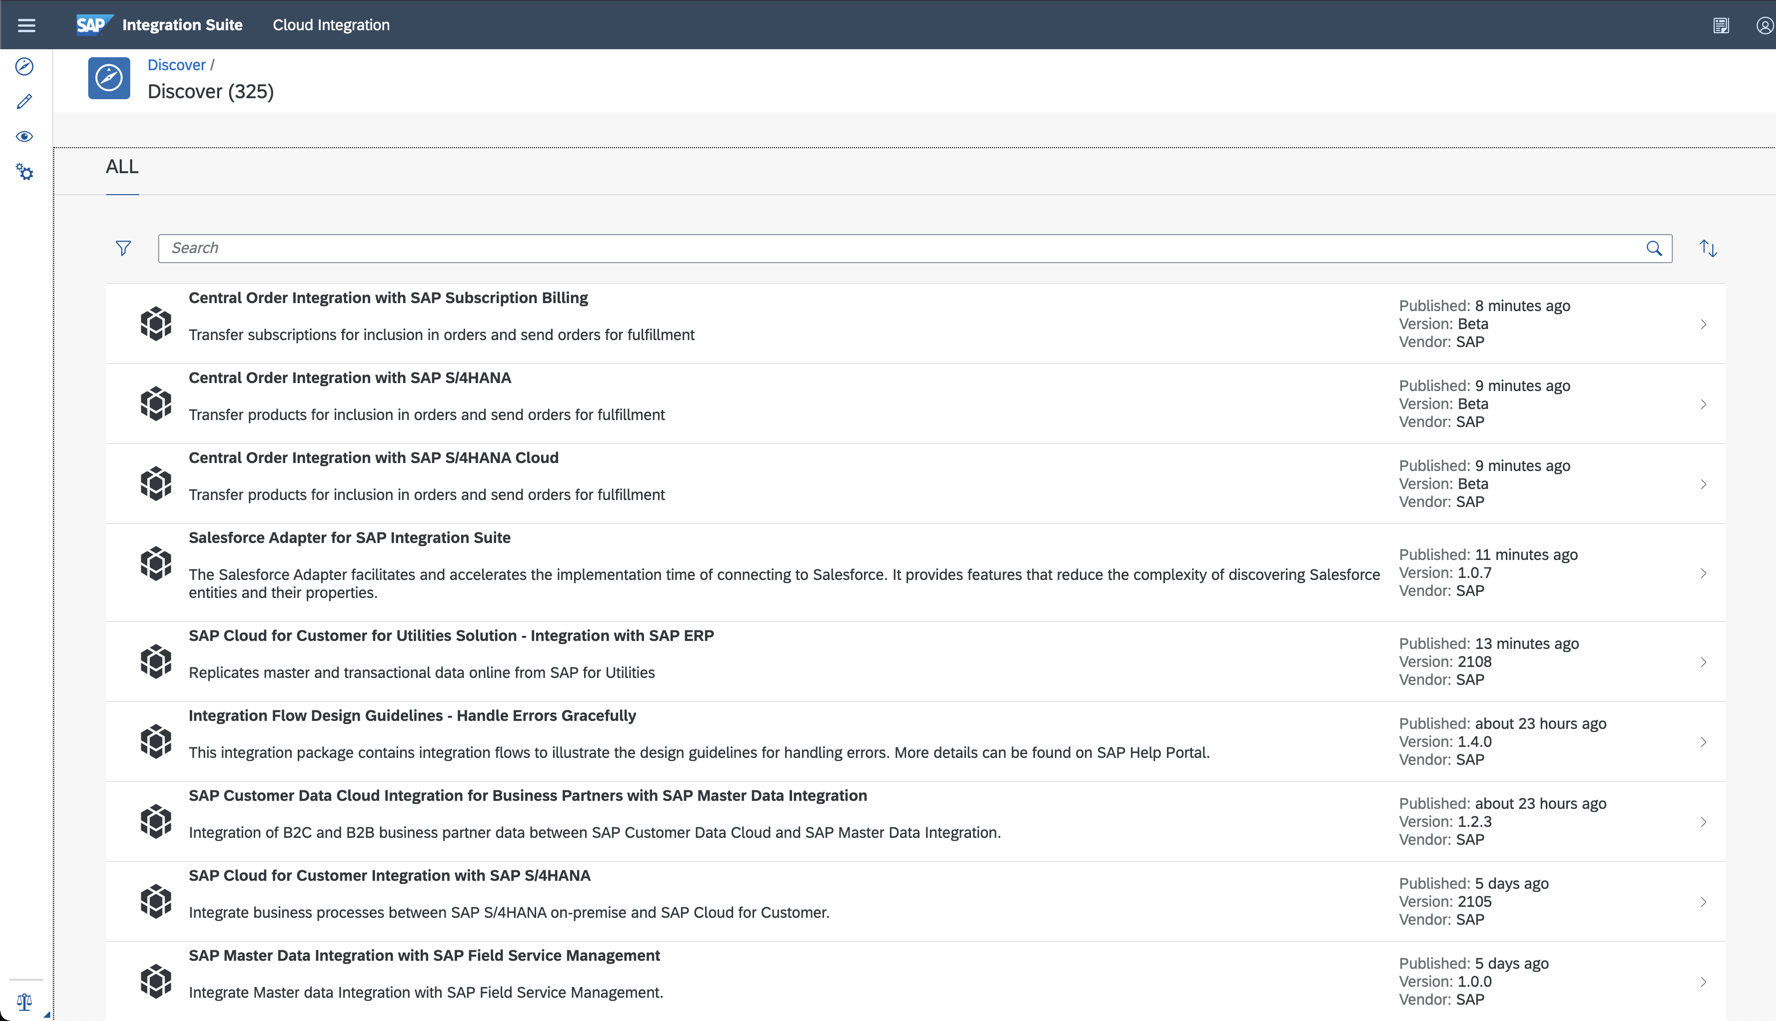 SAP Integration Suite Cloud Integration
Discover /
Discover (325)
ALL
Search
Central Order Integration with SAP Subscription Billing
Transfer subscriptions for inclusion in orders and send orders for fulfillment
Published: 8 minutes ago
Version: Beta
Vendor: SAP
Central Order Integration with SAP S/4HANA
Transfer products for inclusion in orders and send orders for fulfillment
Published: 9 minutes ago
Version: Beta
Vendor: SAP
Central Order Integration with SAP S/4HANA Cloud
Transfer products for inclusion in orders and send orders for fulfillment
Published: 9 minutes ago
Version: Beta
Vendor: SAP
Salesforce Adapter for SAP Integration Suite
The Salesforce Adapter facilitates and accelerates the implementation time of connecting to Salesforce. It provides features that reduce the complexity of discovering Salesforce
entities and their properties.
Published: 11 minutes ago
Version: 1.0.7
Vendor: SAP
SAP Cloud for Customer for Utilities Solution - Integration with SAP ERP
Replicates master and transactional data online from SAP for Utilities
Published: 13 minutes ago
Version: 2108
Vendor: SAP
Integration Flow Design Guidelines - Handle Errors Gracefully
This integration package contains integration flows to illustrate the design guidelines for handling errors. More details can be found on SAP Help Portal.
Published: about 23 hours ago
Version: 1.4.0
Vendor: SAP
SAP Customer Data Cloud Integration for Business Partners with SAP Master Data Integration
Integration of B2C and B2B business partner data between SAP Customer Data Cloud and SAP Master Data Integration.
Published: about 23 hours ago
Version: 1.2.3
Vendor: SAP
SAP Cloud for Customer Integration with SAP S/4HANA
Integrate business processes between SAP S/4HANA on-premise and SAP Cloud for Customer.
Published: 5 days ago
Version: 2105
Vendor: SAP
SAP Master Data Integration with SAP Field Service Management
Integrate Master data Integration with SAP Field Service Management.
Published: 5 days ago
Version: 1.0.0
Vendor: SAP